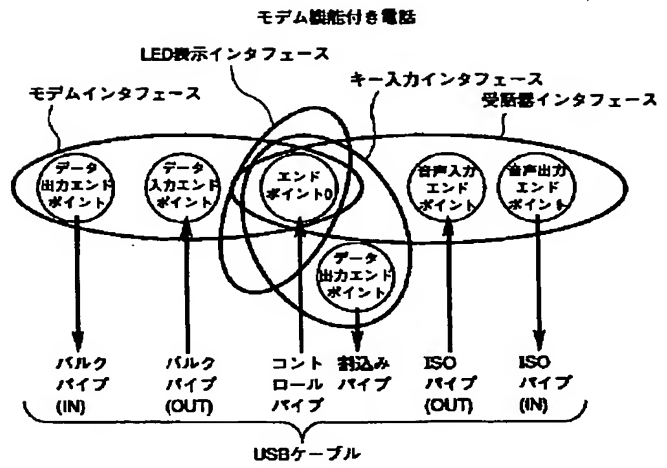 モデム機能付き電話
LED表示インタフェース
キー入力インタフェース
モデムインタフェース
受話器インタフェース
データ
出力エンド
ポイント
データ
入力エンド
ポイント
エンド
ポイント0
音声入力
エンド
ポイント
音声出力
エンド
ポイント
データ
出力エンド
ポイント
バルク
パイプ
(IN)
バルク
パイプ
(OUT)
コント
ロール
パイプ
割込み
パイプ
ISO
パイプ
(OUT)
ISO
パイプ
(IN)
USBケーブル